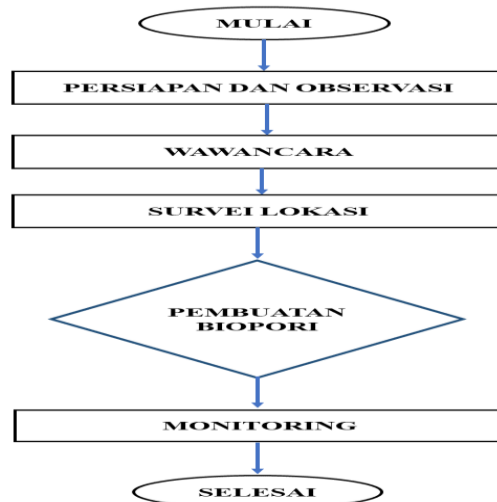 MULAI
PERSIAPAN DAN OBSERVASI
WAWANCARA
SURVEI LOKASI
PEMBUATAN
BIOPORI
MONITORING
SELESAI